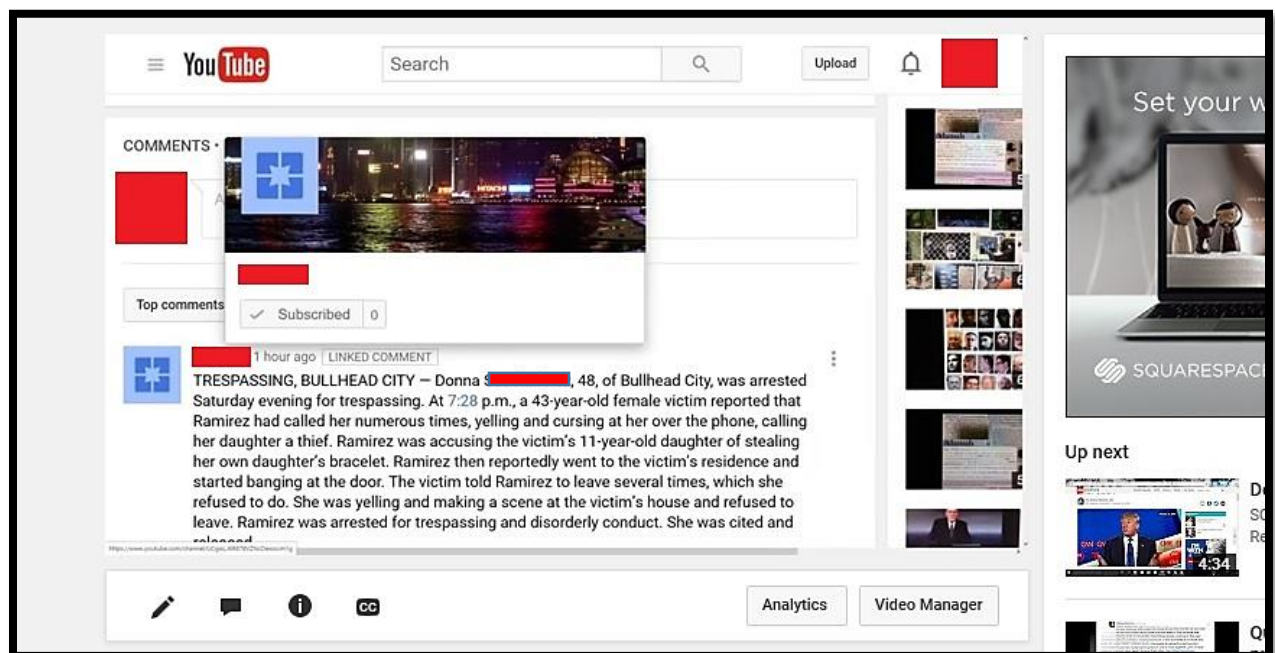 YouTube
Search
Upload
COMMENTS •
A
HITACHI
Subscribed 0
Top comments
1 hour ago LINKED COMMENT
TRESPASSING, BULLHEAD CITY — Donna S , 48, of Bullhead City, was arrested
Saturday evening for trespassing. At 7:28 p.m., a 43-year-old female victim reported that
Ramirez had called her numerous times, yelling and cursing at her over the phone, calling
her daughter a thief. Ramirez was accusing the victim's 11-year-old daughter of stealing
her own daughter's bracelet. Ramirez then reportedly went to the victim's residence and
started banging at the door. The victim told Ramirez to leave several times, which she
refused to do. She was yelling and making a scene at the victim's house and refused to
leave. Ramirez was arrested for trespassing and disorderly conduct. She was cited and
released
CC
Analytics
Video Manager
Set your w
SQUARESPAC
Up next
4:34